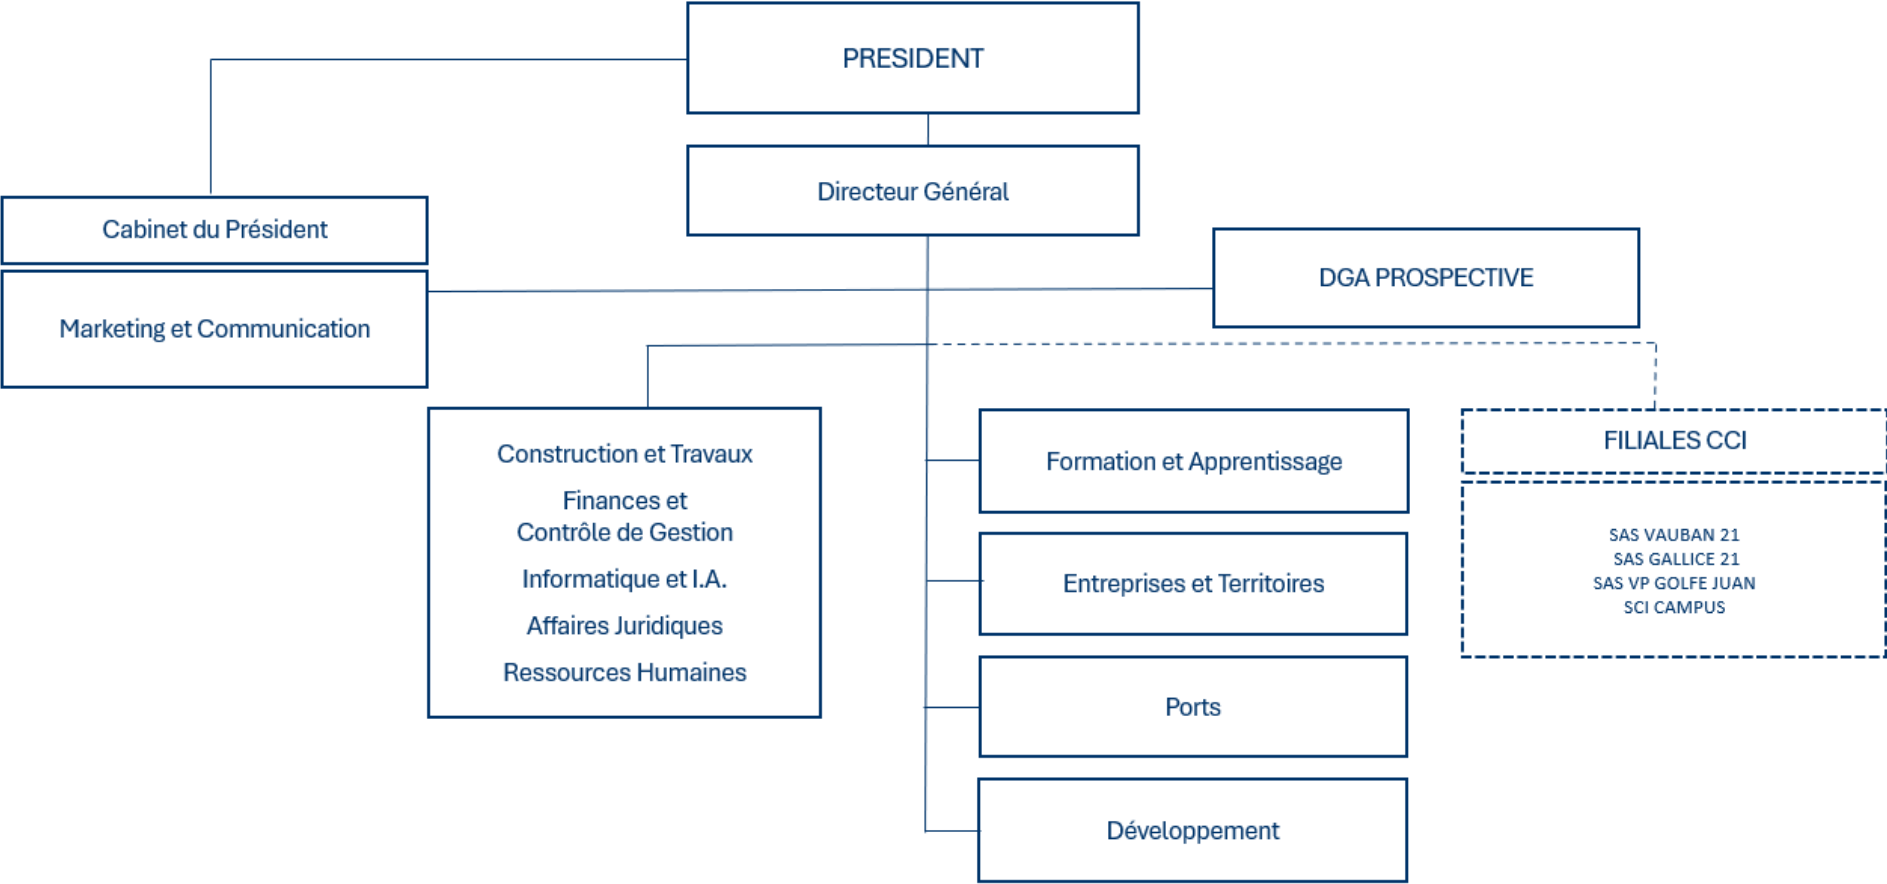 PRESIDENT
Directeur Général
Cabinet du Président
Marketing et Communication
DGA PROSPECTIVE
Construction et Travaux
Finances et
Contrôle de Gestion
Informatique et I.A.
Affaires Juridiques
Ressources Humaines
Formation et Apprentissage
Entreprises et Territoires
Ports
Développement
FILIALES CCI
SAS VAUBAN 21
SAS GALLICE 21
SAS VP GOLFE JUAN
SCI CAMPUS